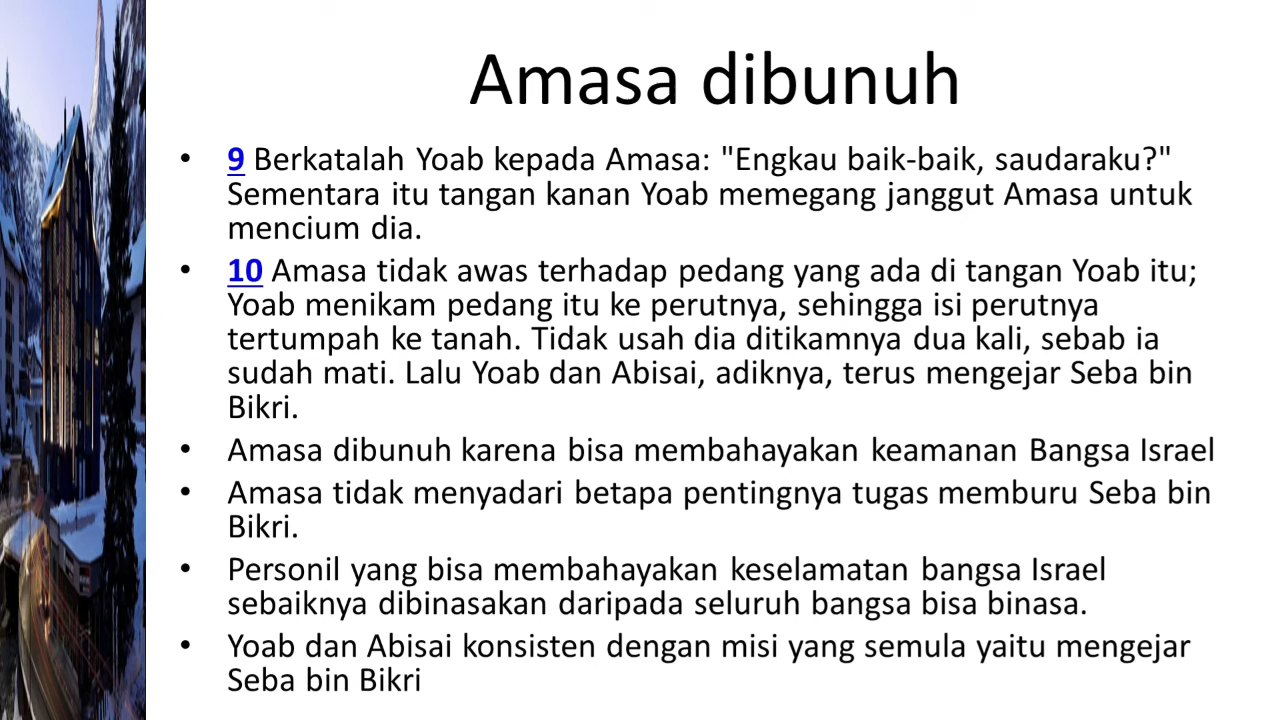 Amasa dibunuh
• 9 Berkatalah Yoab kepada Amasa: "Engkau baik-baik, saudaraku?"
Sementara itu tangan kanan Yoab memegang janggut Amasa untuk
mencium dia.
• 10 Amasa tidak awas terhadap pedang yang ada di tangan Yoab itu;
Yoab menikam pedang itu ke perutnya, sehingga isi perutnya
tertumpah ke tanah. Tidak usah dia ditikamnya dua kali, sebab ia
sudah mati. Lalu Yoab dan Abisai, adiknya, terus mengejar Seba bin
Bikri.
• Amasa dibunuh karena bisa membahayakan keamanan Bangsa Israel
• Amasa tidak menyadari betapa pentingnya tugas memburu Seba bin
Bikri.
• Personil yang bisa membahayakan keselamatan bangsa Israel
sebaiknya dibinasakan daripada seluruh bangsa bisa binasa.
• Yoab dan Abisai konsisten dengan misi yang semula yaitu mengejar
Seba bin Bikri